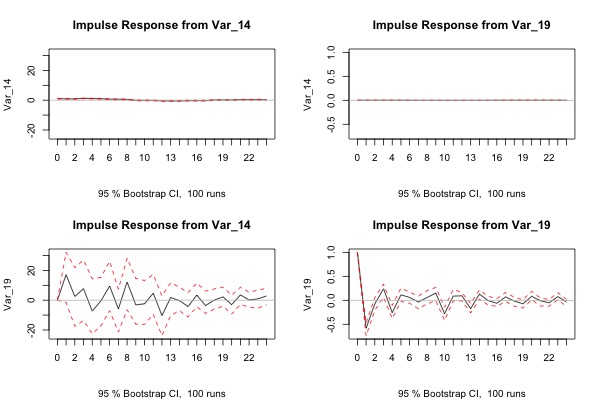 Impulse Response from Var_14
Impulse Response from Var_19
Var_14
-20 0 20
0 2 4 6 8 10 13 16 19 22
95 % Bootstrap CI, 100 runs
Var_14
-0.5 0.0 0.5 1.0
0 2 4 6 8 10 13 16 19 22
95 % Bootstrap CI, 100 runs
Impulse Response from Var_14
Impulse Response from Var_19
Var_19
-20 0 20
0 2 4 6 8 10 13 16 19 22
95 % Bootstrap CI, 100 runs
Var_19
-0.5 0.0 0.5 1.0
0 2 4 6 8 10 13 16 19 22
95 % Bootstrap CI, 100 runs